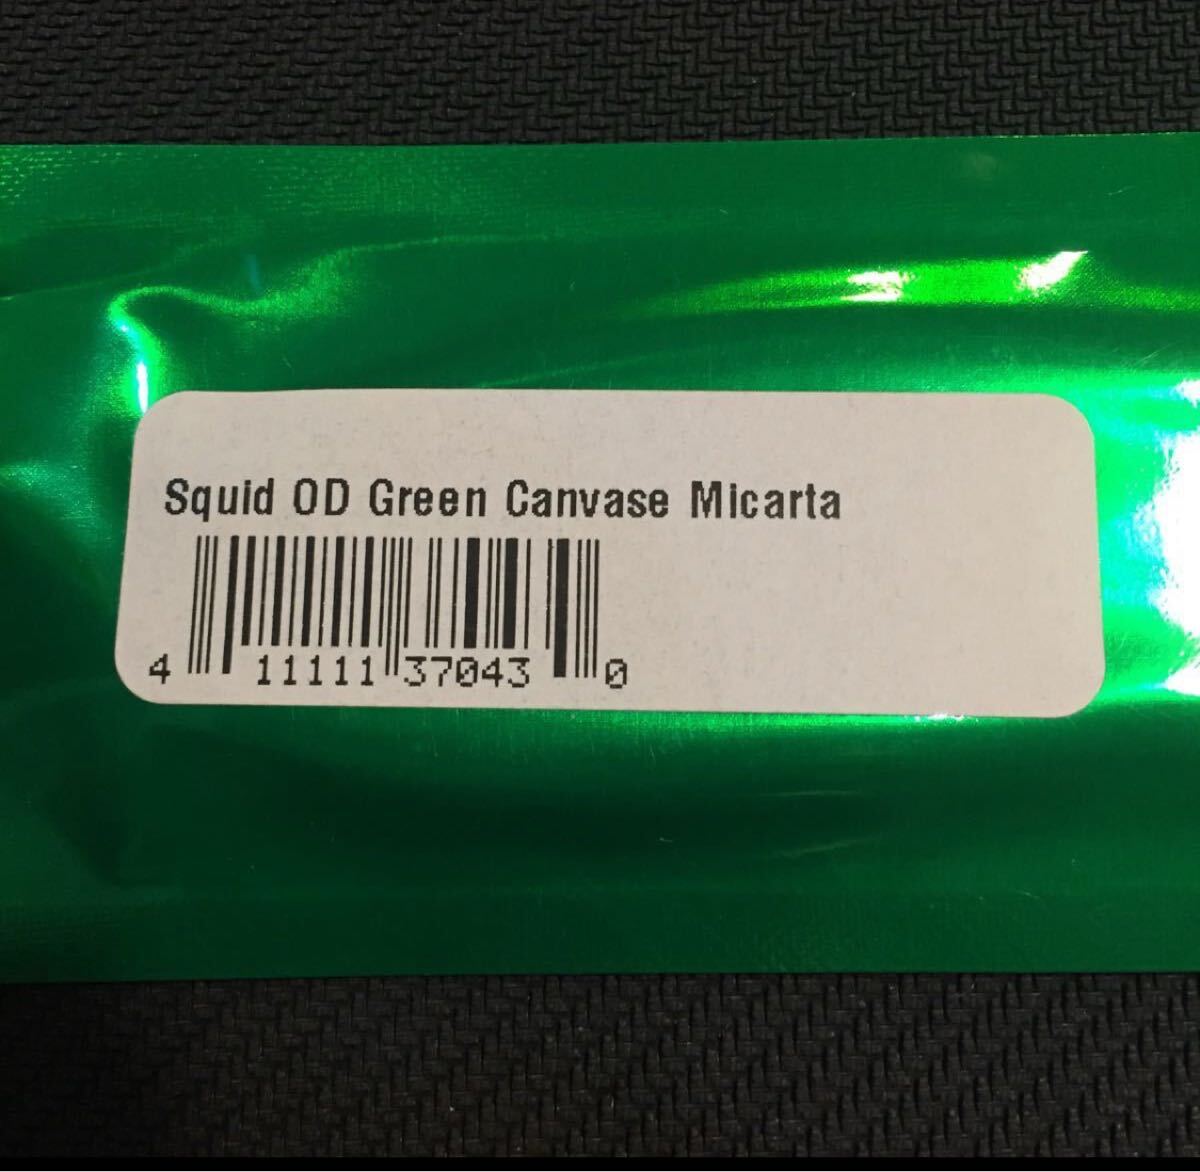 Squid OD Green Canvase Micarta
4 11111 37043 0